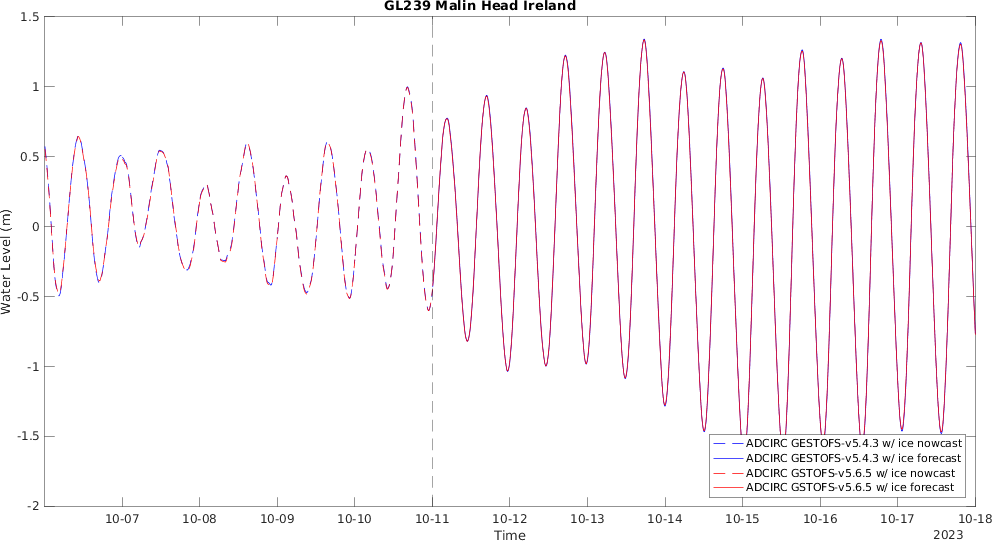 GL239 Malin Head Ireland
Water Level (m)
1.5
1
0.5
0
-0.5
-1
-1.5
-2
ADCIRC GESTOFS-v5.4.3 w/ ice nowcast
ADCIRC GESTOFS-v5.4.3 w/ ice forecast
ADCIRC GSTOFS-v5.6.5 w/ ice nowcast
ADCIRC GSTOFS-v5.6.5 w/ ice forecast
10-07 10-08 10-09 10-10 10-11 10-12 10-13 10-14 10-15 10-16 10-17 10-18
Time
2023